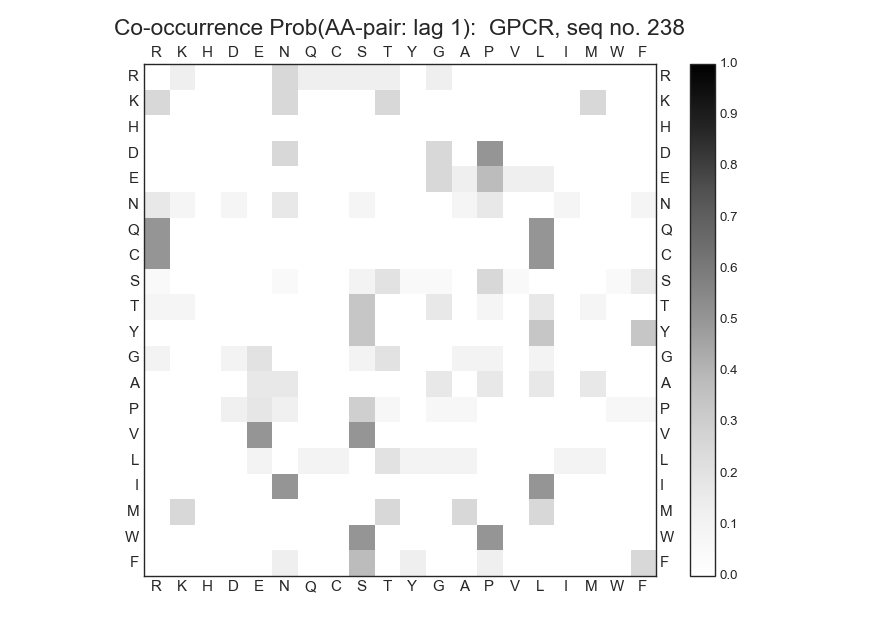 Co-occurrence Prob(AA-pair: lag 1):  GPCR, seq no. 238
R K H D E N Q C S T Y G A P V L I M W F
R R 1.0
K K 0.9
H H
D D 0.8
E E
N N 0.7
Q Q 0.6
C C
S S 0.5
T T
Y Y 0.4
G G
A A 0.3
P P
V V 0.2
L L
I I 0.1
M M
W W
F F 0.0
R K H D E N Q C S T Y G A P V L I M W F